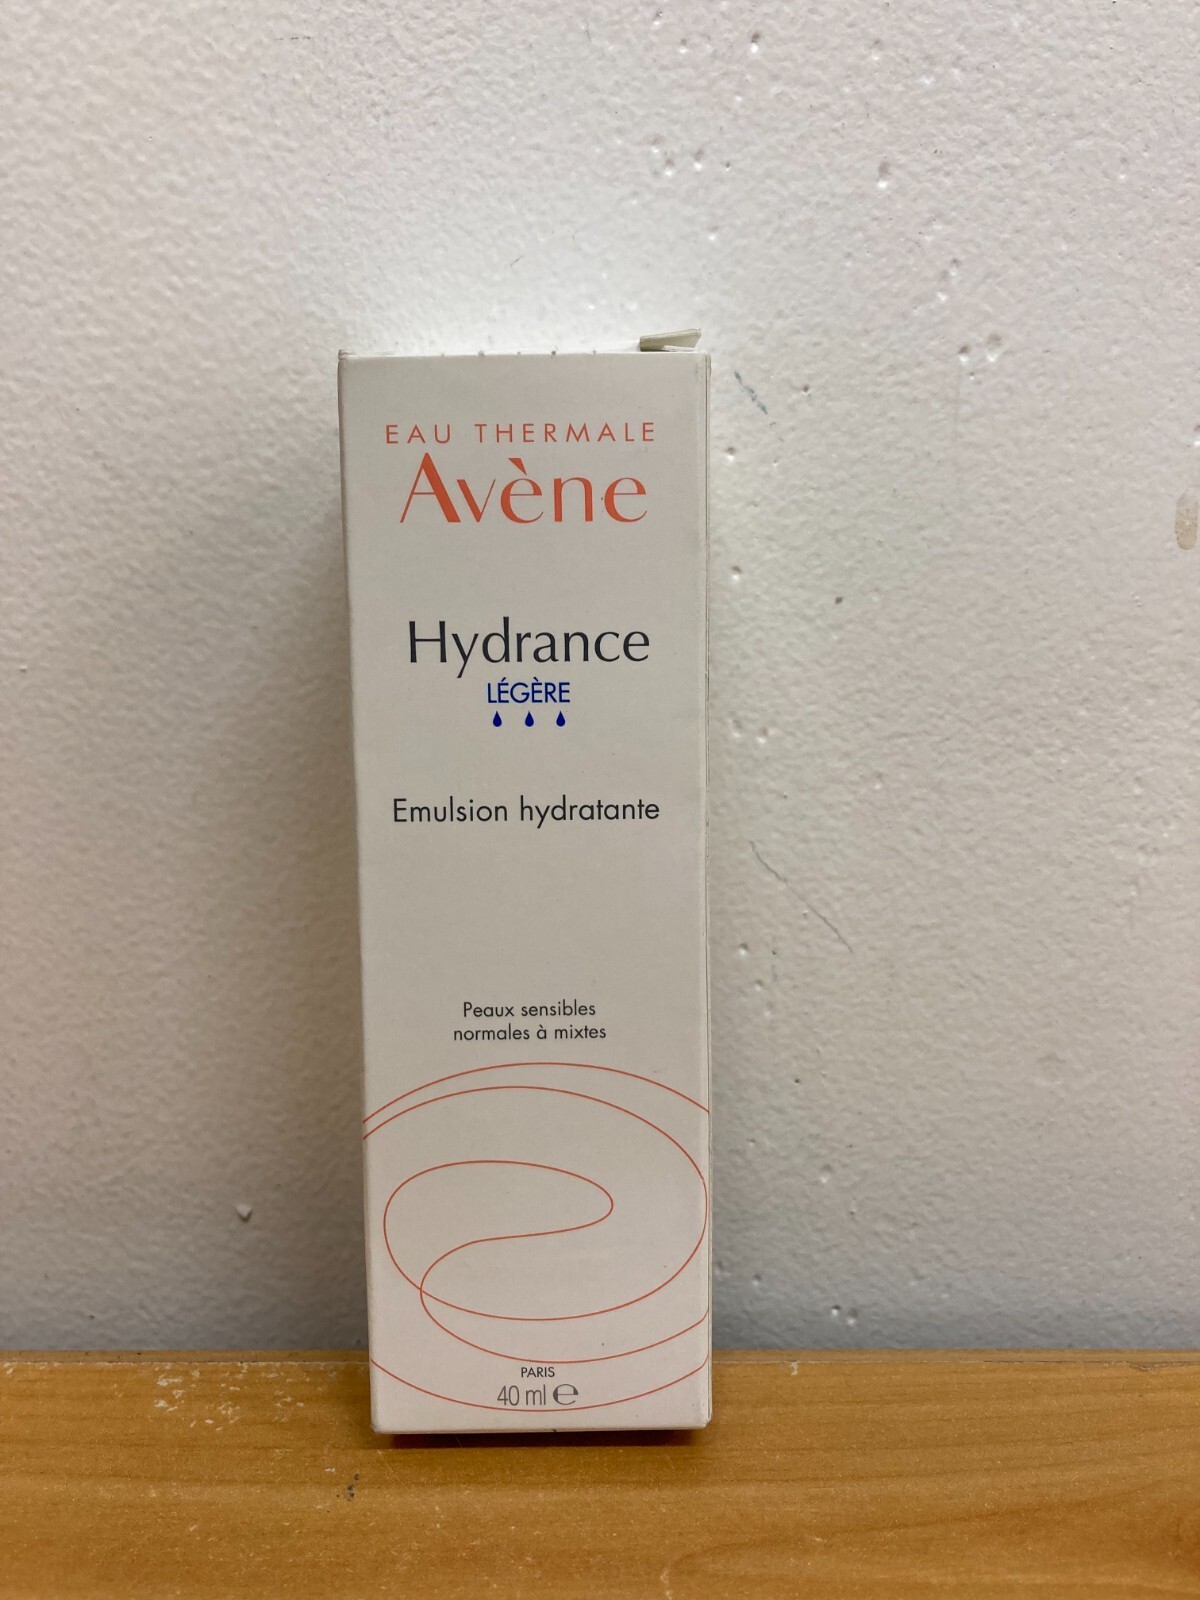 EAU THERMALE
Avène
Hydrance
LÉGÈRE
Emulsion hydratante
Peaux sensibles
normales à mixtes
PARIS
40 ml ℮